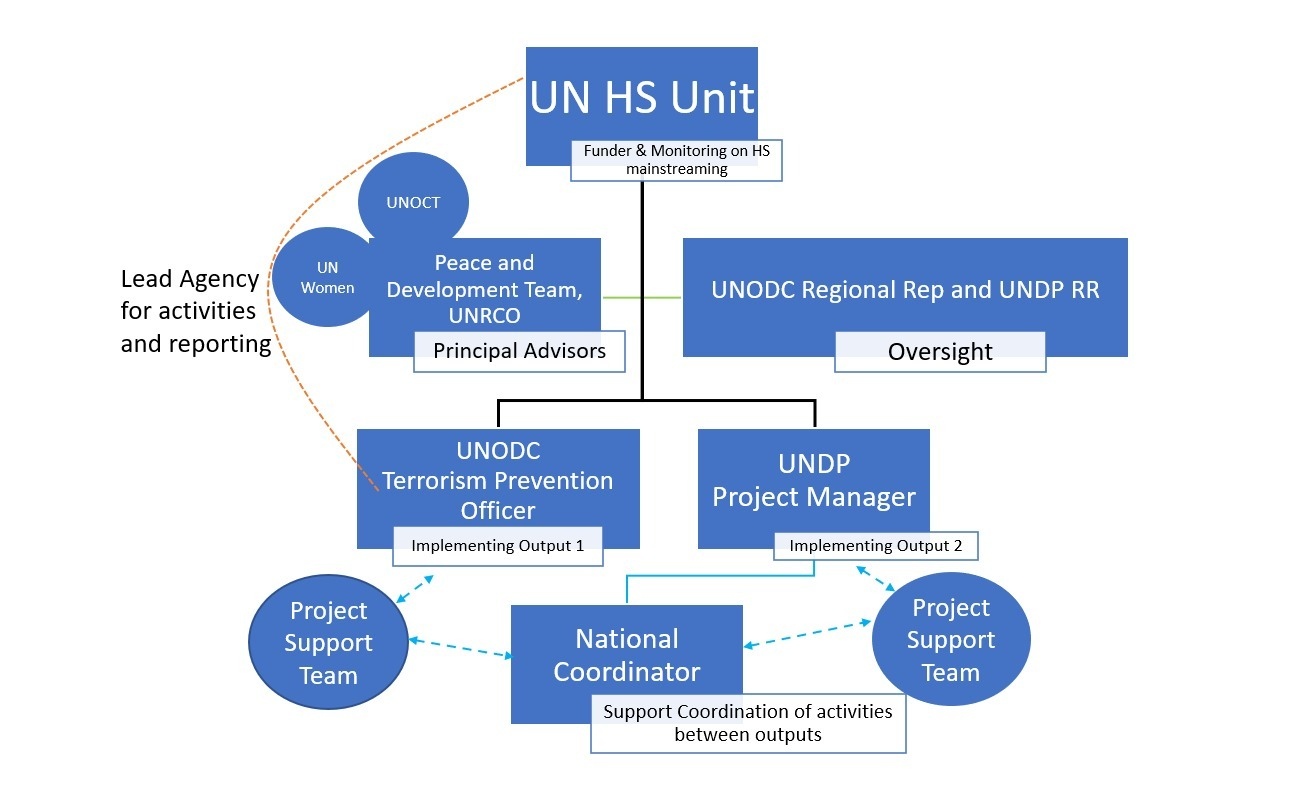 UN HS Unit
Funder & Monitoring on HS
mainstreaming
UNOCT
UN
Women
Peace and
Development Team,
UNRCO
Principal Advisors
UNODC Regional Rep and UNDP RR
Oversight
Lead Agency
for activities
and reporting
UNODC
Terrorism Prevention
Officer
Implementing Output 1
UNDP
Project Manager
Implementing Output 2
Project
Support
Team
National
Coordinator
Support Coordination of activities
between outputs
Project
Support
Team